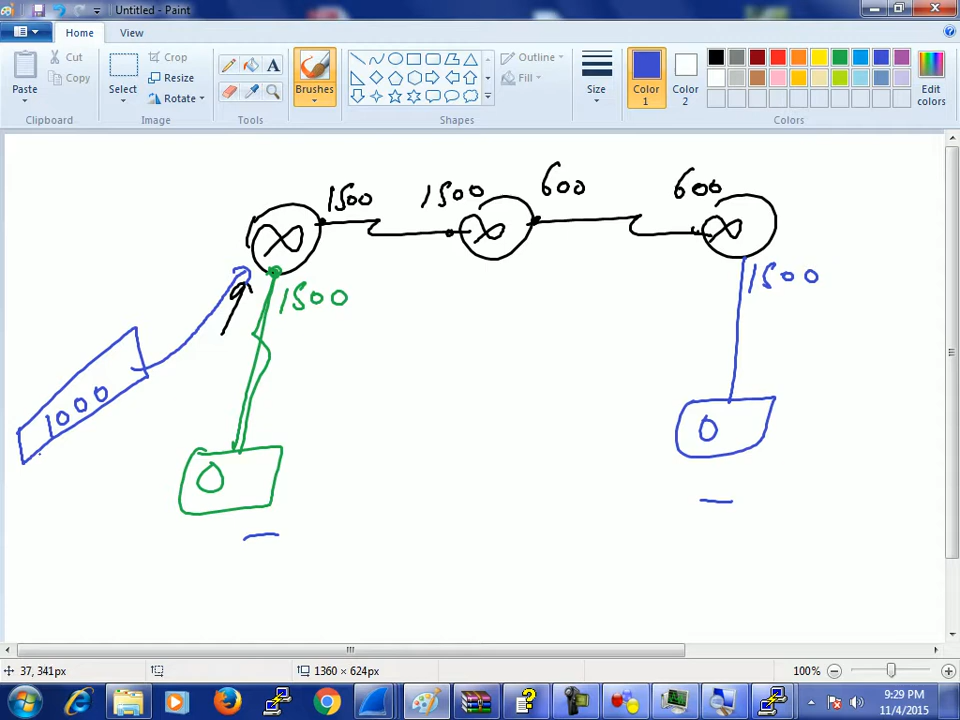 Untitled - Paint
Home View
Paste
Cut
Copy
Clipboard
Select
Crop
Resize
Rotate
Image
A
Tools
Brushes
Outline
Fill
Shapes
Size
Color 1
Color 2
Edit colors
Colors
1500 1500 600 600
1500 1500
1000
0
0
37, 341px
1360 × 624px
100%
9:29 PM
11/4/2015